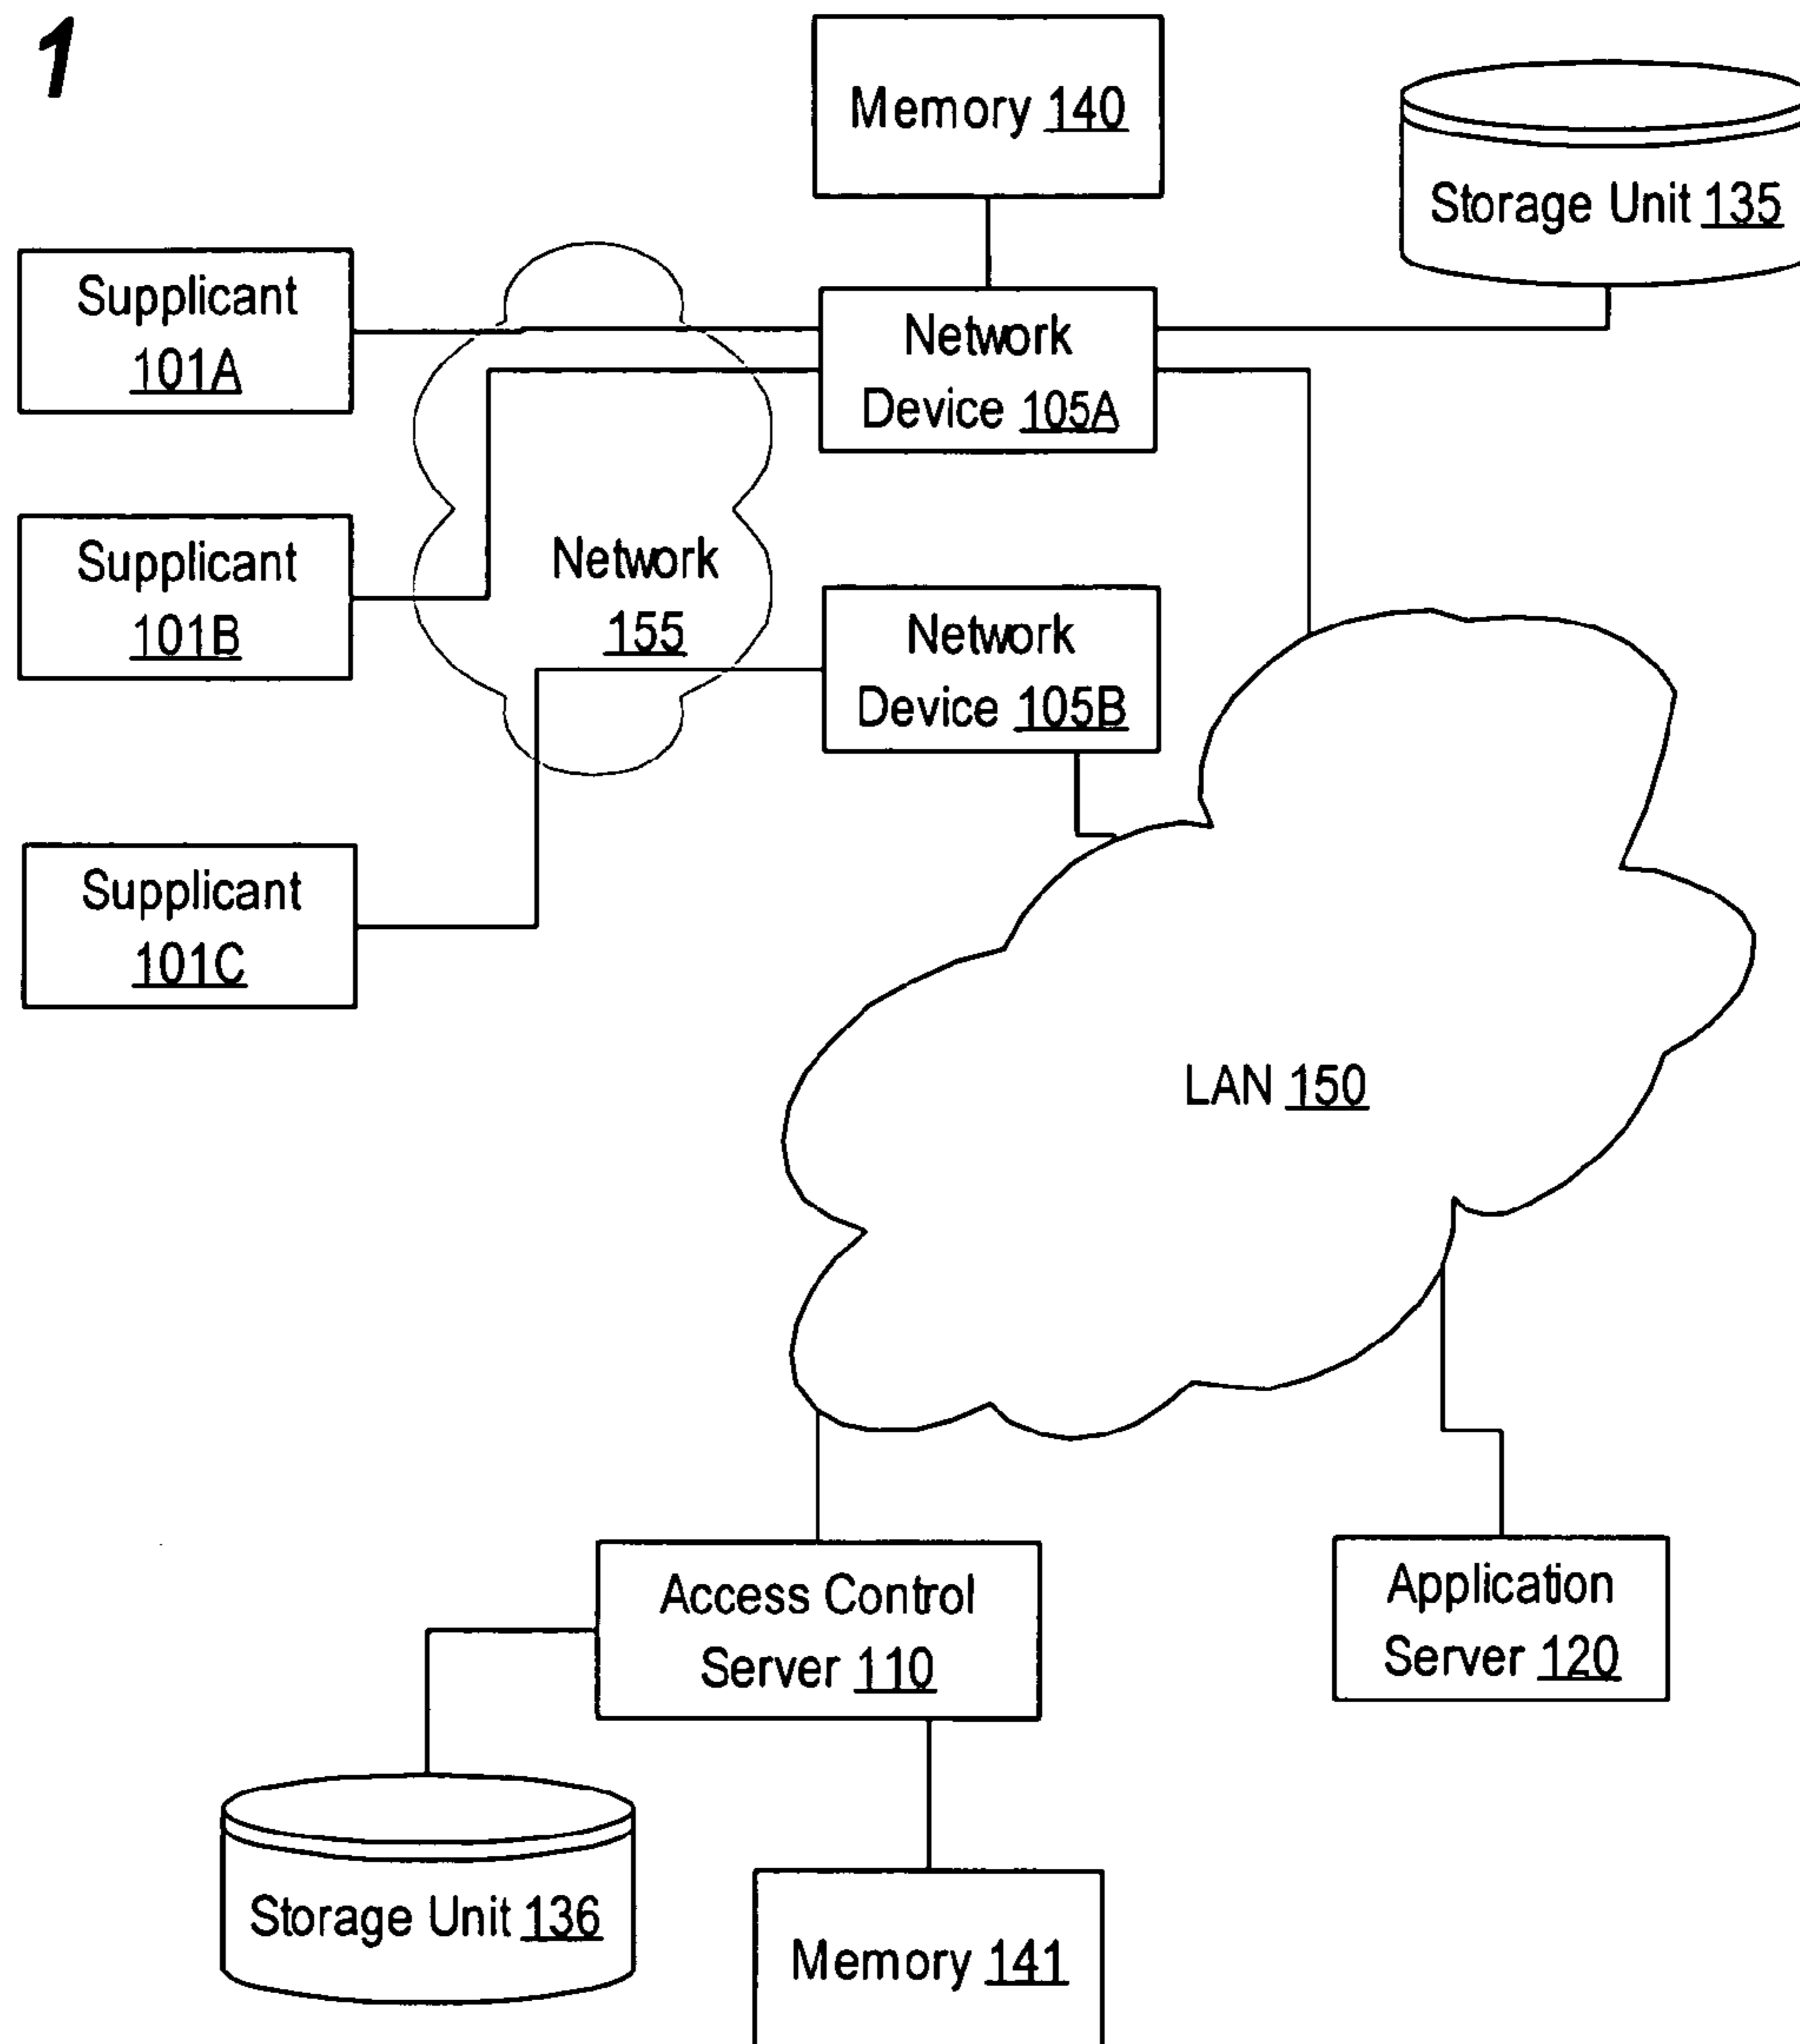 1
Memory 140
Storage Unit 135
Supplicant
101A
Network
Device 105A
Supplicant
101B
Network
155
Network
Device 105B
Supplicant
101C
LAN 150
Access Control
Server 110
Application
Server 120
Storage Unit 136
Memory 141